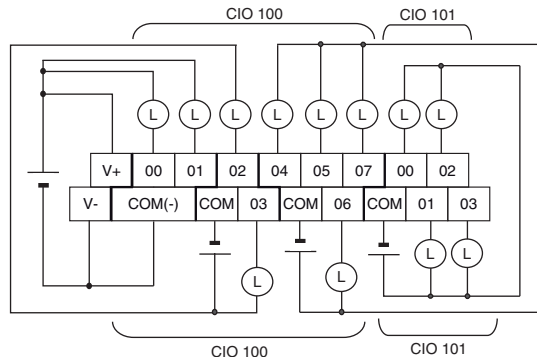 CIO 100 CIO 101
L L L L L L L L
V+ 00 01 02 04 05 07 00 02
V- COM(-) COM 03 COM 06 COM 01 03
L L L L
CIO 100 CIO 101